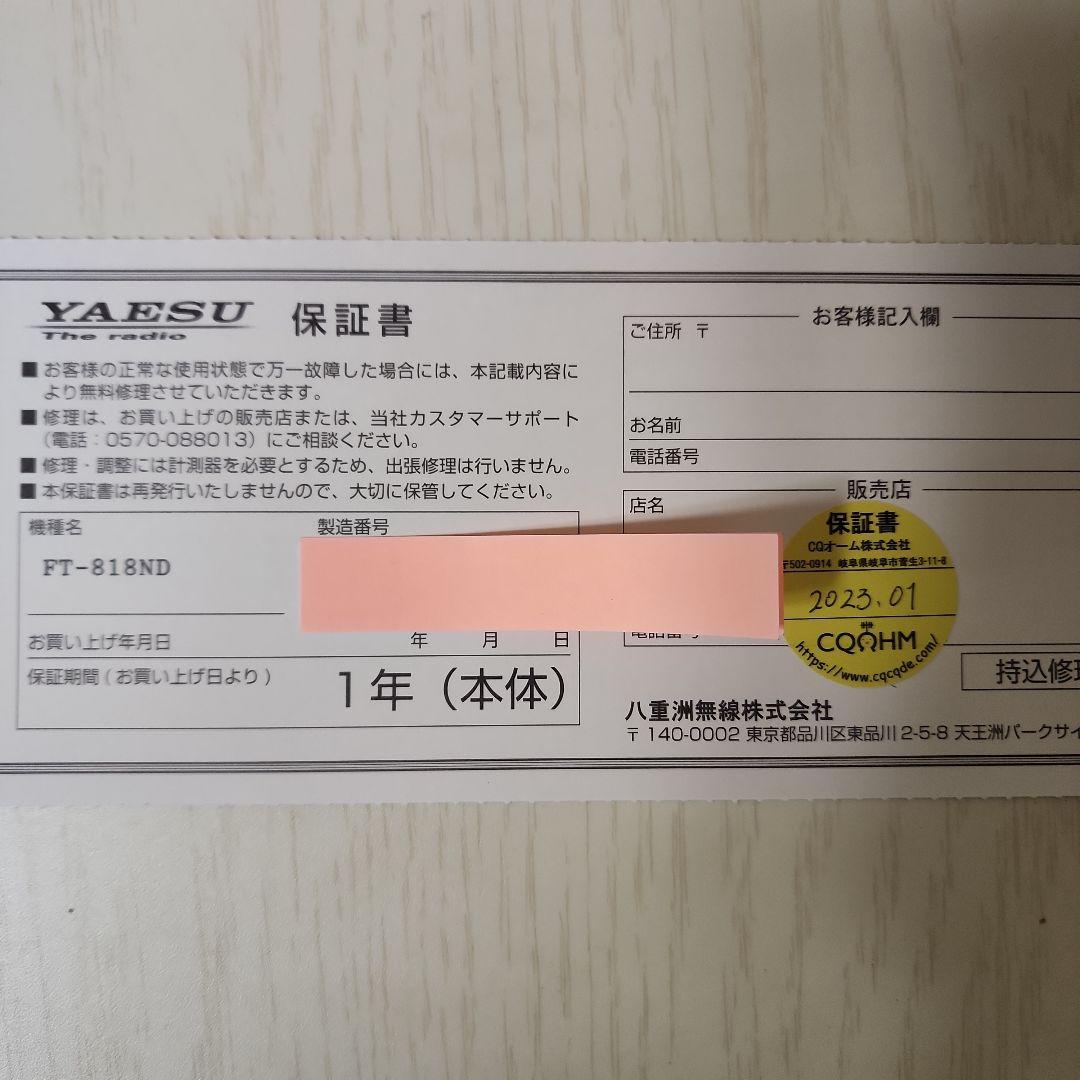 YAESU
The radio
保証書
■お客様の正常な使用状態で万一故障した場合には、本記載内容に
より無料修理させていただきます。
■修理は、お買い上げの販売店または、当社カスタマーサポート
(電話:0570-088013)にご相談ください。
■修理・調整には計測器を必要とするため、出張修理は行いません。
■本保証書は再発行いたしませんので、大切に保管してください。
機種名
製造番号
FT-818ND
お買い上げ年月日 年 月 日
保証期間(お買い上げ日より)
1年(本体)
お客様記入欄
ご住所 〒
お名前
電話番号
販売店
店名
電話番号
保証書
CQオーム株式会社
〒502-0914 岐阜県岐阜市菅生3-11-8
2023.01
CQOHM
https://www.cqcqde.com/
持込修理
八重洲無線株式会社
〒140-0002 東京都品川区東品川2-5-8 天王洲パークサイ